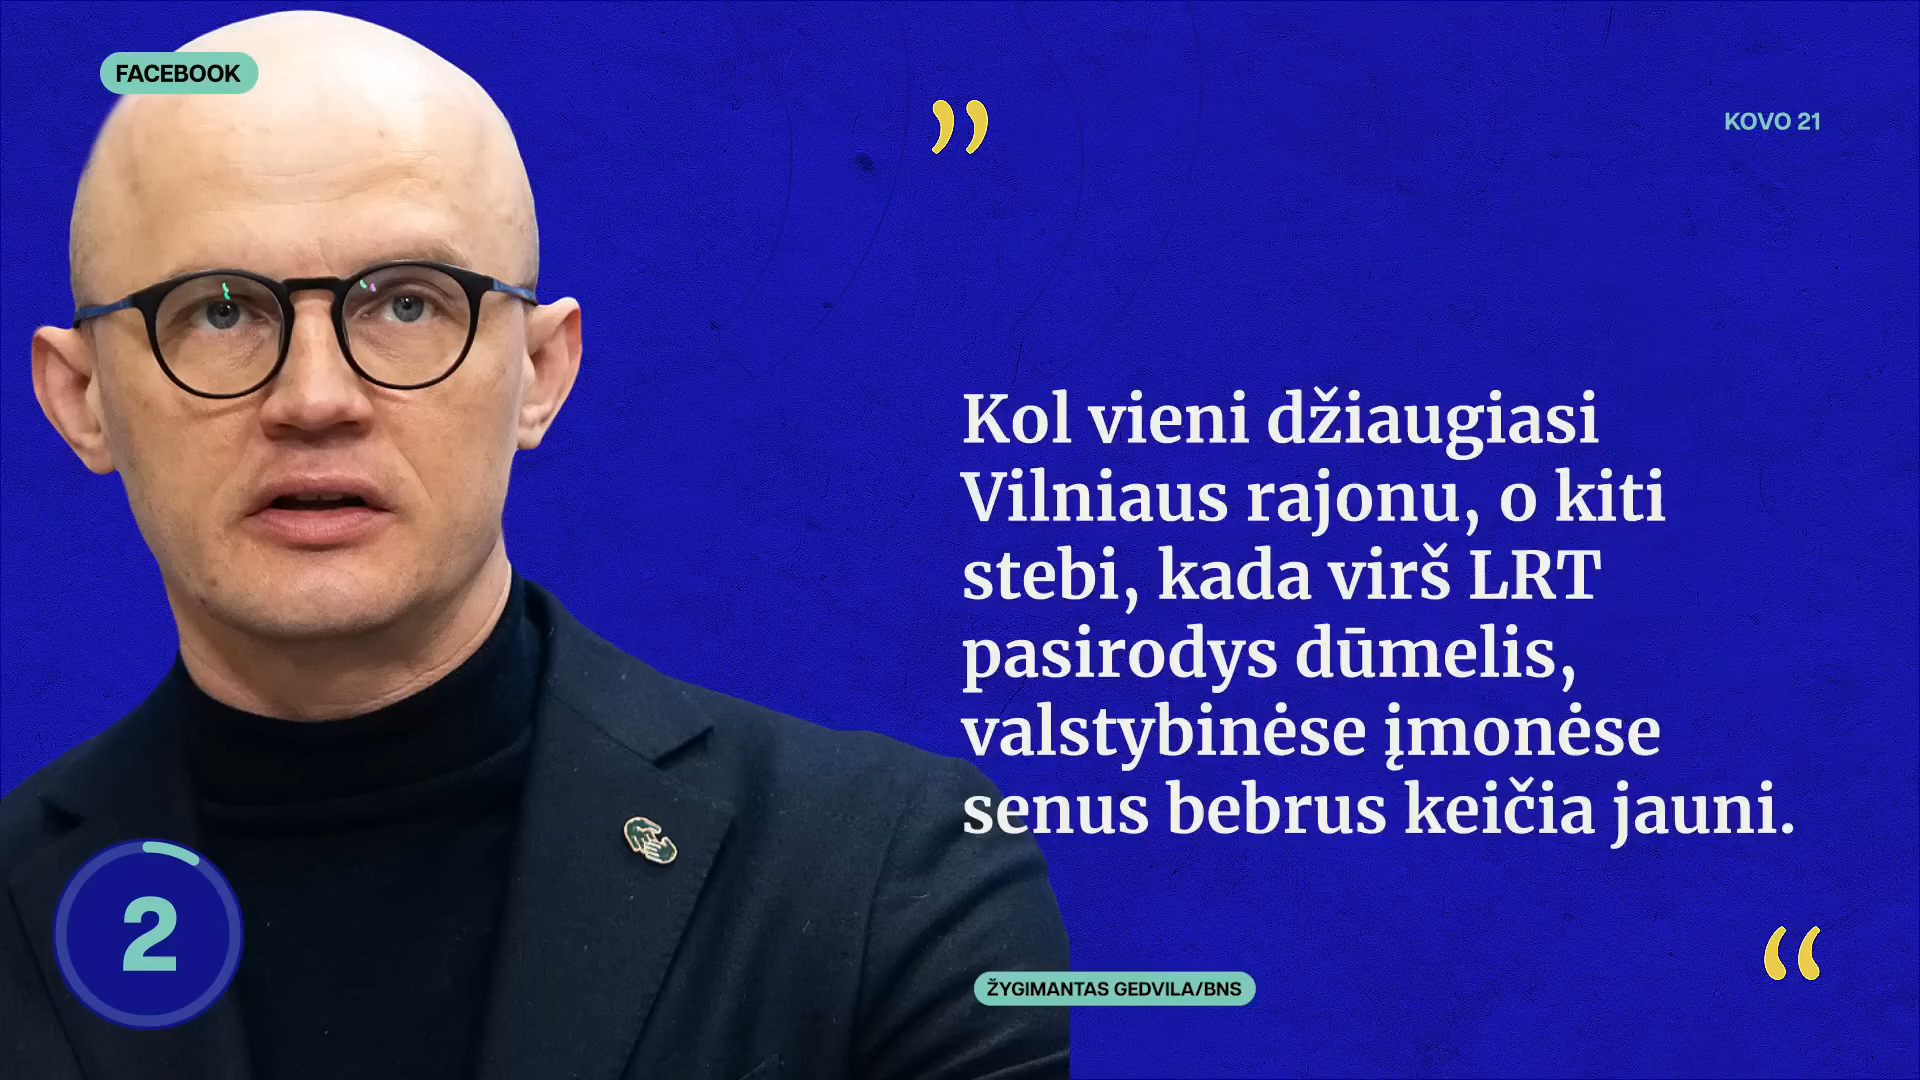 FACEBOOK
”
KOVO 21
Kol vieni džiaugiasi
Vilniaus rajonu, o kiti
stebi, kada virš LRT
pasirodys dūmelis,
valstybinėse įmonėse
senus bebrus keičia jauni.
“
2
ŽYGIMANTAS GEDVILA/BNS